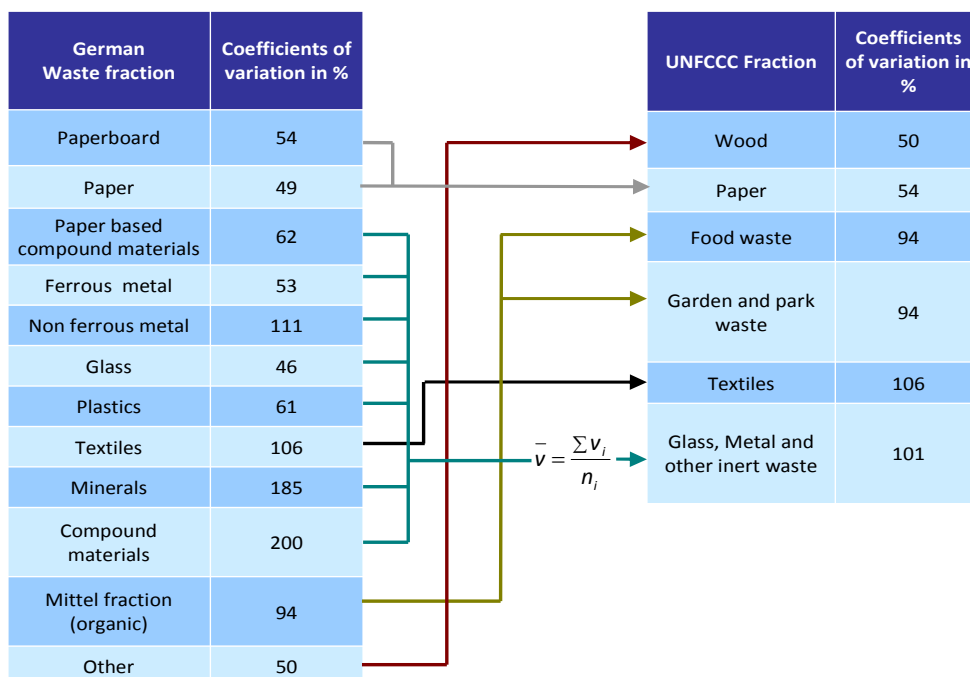 German
Waste fraction
Coefficients of
variation in %
Paperboard
54
Paper
49
Paper based
compound materials
62
Ferrous metal
53
Non ferrous metal
111
Glass
46
Plastics
61
Textiles
106
Minerals
185
Compound
materials
200
Mittel fraction
(organic)
94
Other
50
v̄ = Σv_i / n_i
UNFCCC Fraction
Coefficients
of variation in
%
Wood
50
Paper
54
Food waste
94
Garden and park
waste
94
Textiles
106
Glass, Metal and
other inert waste
101